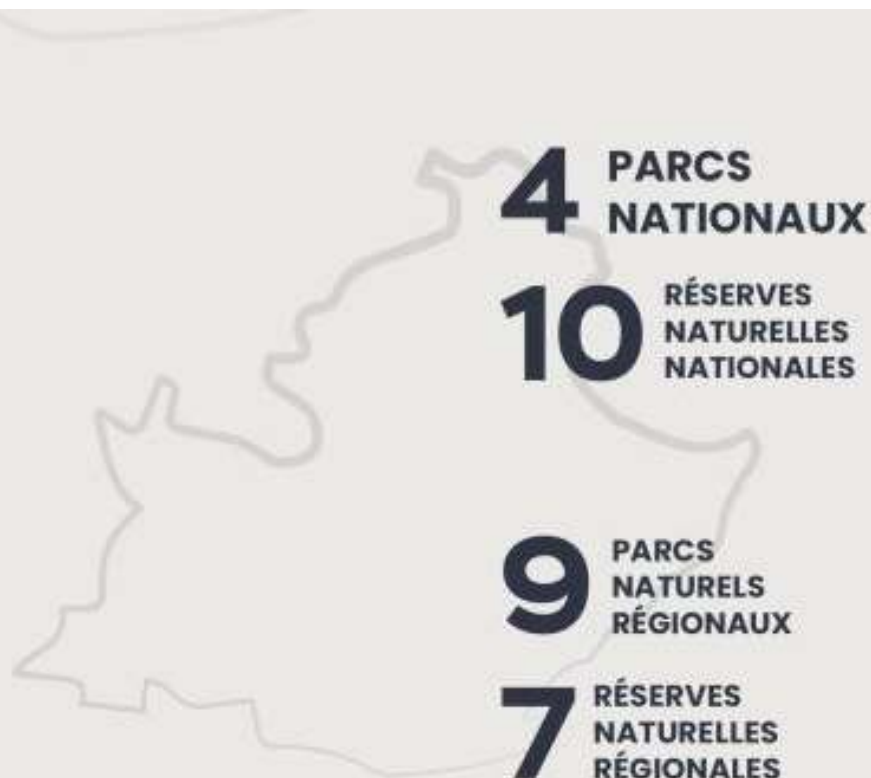 4 PARCS
NATIONAUX
10 RÉSERVES
NATURELLES
NATIONALES
9 PARCS
NATURELS
RÉGIONAUX
7 RÉSERVES
NATURELLES
RÉGIONALES